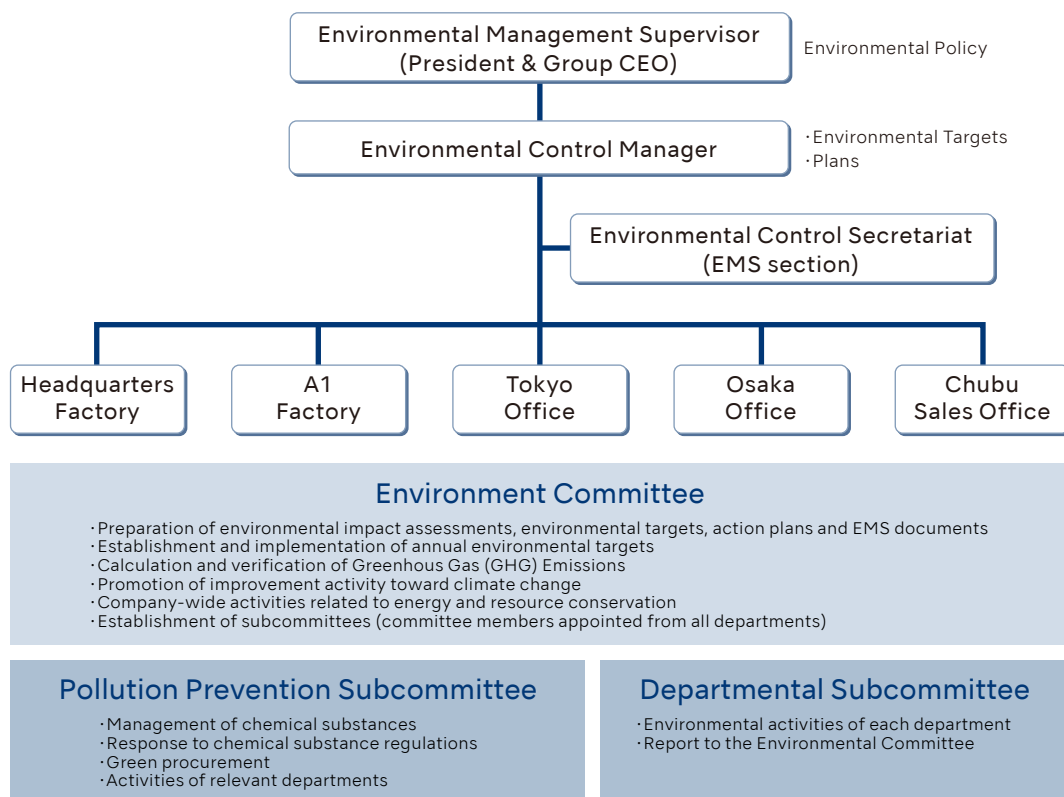 Environmental Management Supervisor
(President & Group CEO)
Environmental Policy
Environmental Control Manager
·Environmental Targets
·Plans
Environmental Control Secretariat
(EMS section)
Headquarters
Factory
A1
Factory
Tokyo
Office
Osaka
Office
Chubu
Sales Office
Environment Committee
·Preparation of environmental impact assessments, environmental targets, action plans and EMS documents
·Establishment and implementation of annual environmental targets
·Calculation and verification of Greenhous Gas (GHG) Emissions
·Promotion of improvement activity toward climate change
·Company-wide activities related to energy and resource conservation
·Establishment of subcommittees (committee members appointed from all departments)
Pollution Prevention Subcommittee
·Management of chemical substances
·Response to chemical substance regulations
·Green procurement
·Activities of relevant departments
Departmental Subcommittee
·Environmental activities of each department
·Report to the Environmental Committee